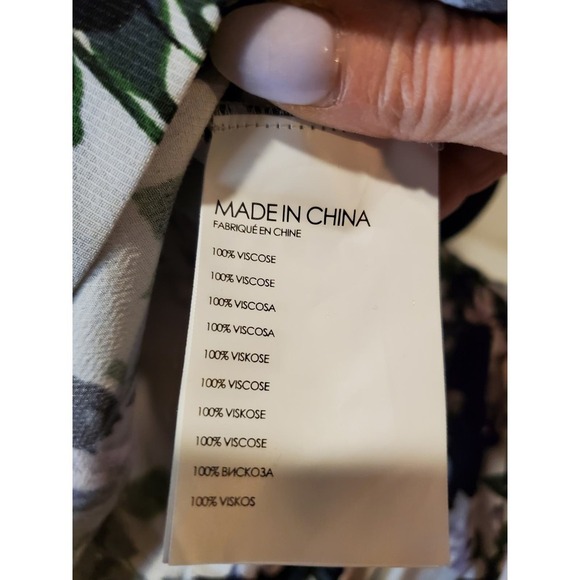 MADE IN CHINA
FABRIQUÉ EN CHINE
100% VISCOSE
100% VISCOSE
100% VISCOSA
100% VISCOSA
100% VISKOSE
100% VISCOSE
100% VISKOSE
100% VISCOSE
100% ВИСКОЗА
100% VISKOS